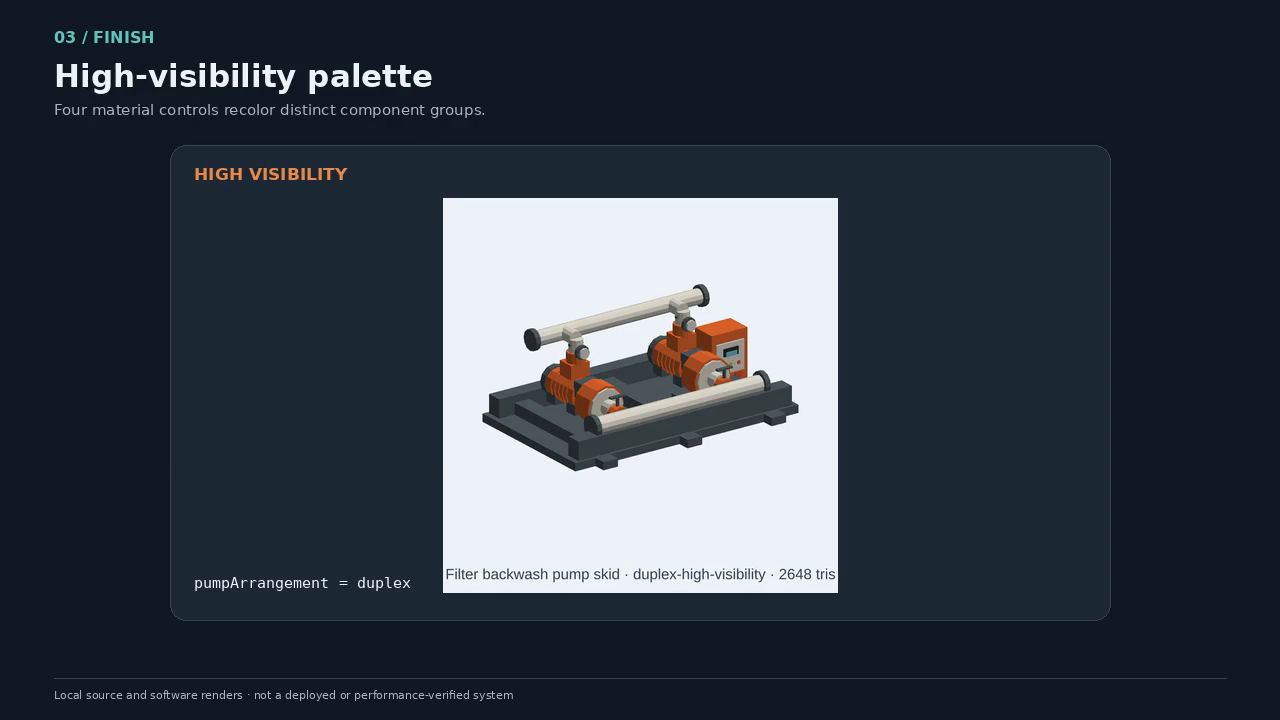 03 / FINISH
High-visibility palette
Four material controls recolor distinct component groups.
HIGH VISIBILITY
pumpArrangement = duplex
Filter backwash pump skid · duplex-high-visibility · 2648 tris
Local source and software renders · not a deployed or performance-verified system